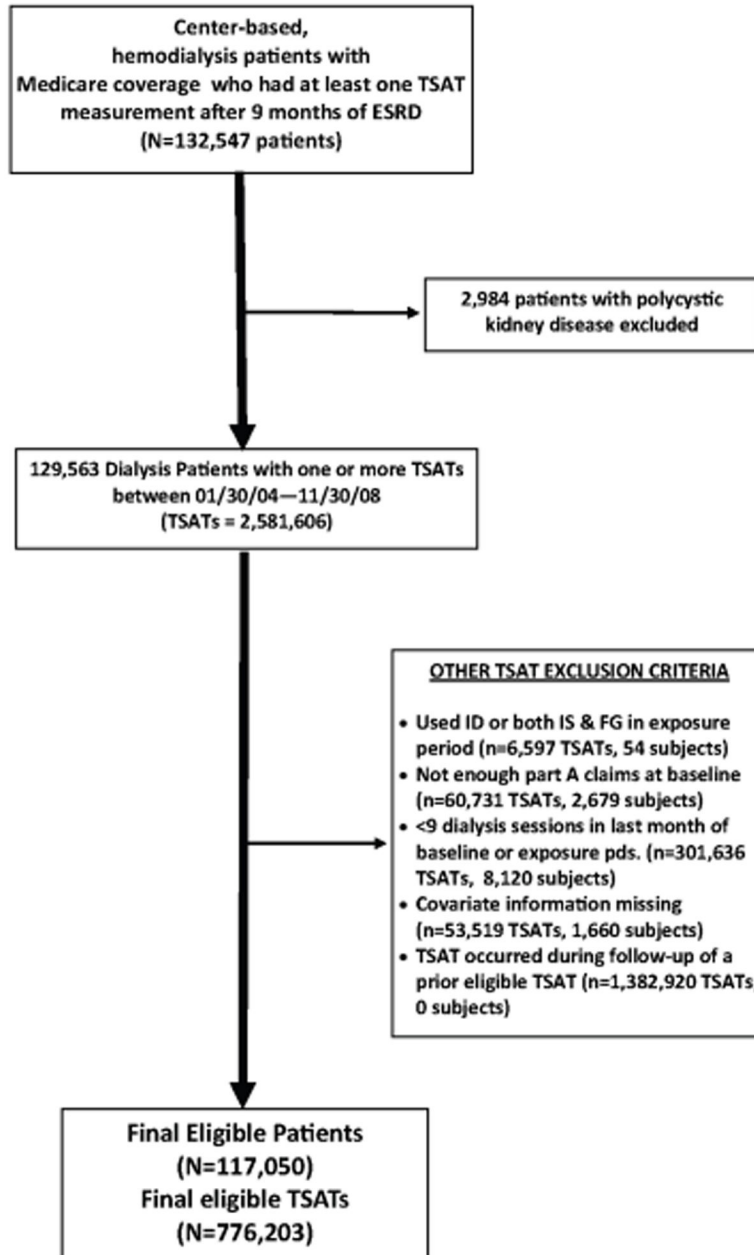 Center-based,
hemodialysis patients with
Medicare coverage who had at least one TSAT
measurement after 9 months of ESRD
(N=132,547 patients)
2,984 patients with polycystic
kidney disease excluded
129,563 Dialysis Patients with one or more TSATs
between 01/30/04—11/30/08
(TSATs = 2,581,606)
OTHER TSAT EXCLUSION CRITERIA
• Used ID or both IS & FG in exposure
period (n=6,597 TSATs, 54 subjects)
• Not enough part A claims at baseline
(n=60,731 TSATs, 2,679 subjects)
• <9 dialysis sessions in last month of
baseline or exposure pds. (n=301,636
TSATs, 8,120 subjects)
• Covariate information missing
(n=53,519 TSATs, 1,660 subjects)
• TSAT occurred during follow-up of a
prior eligible TSAT (n=1,382,920 TSATs,
0 subjects)
Final Eligible Patients
(N=117,050)
Final eligible TSATs
(N=776,203)